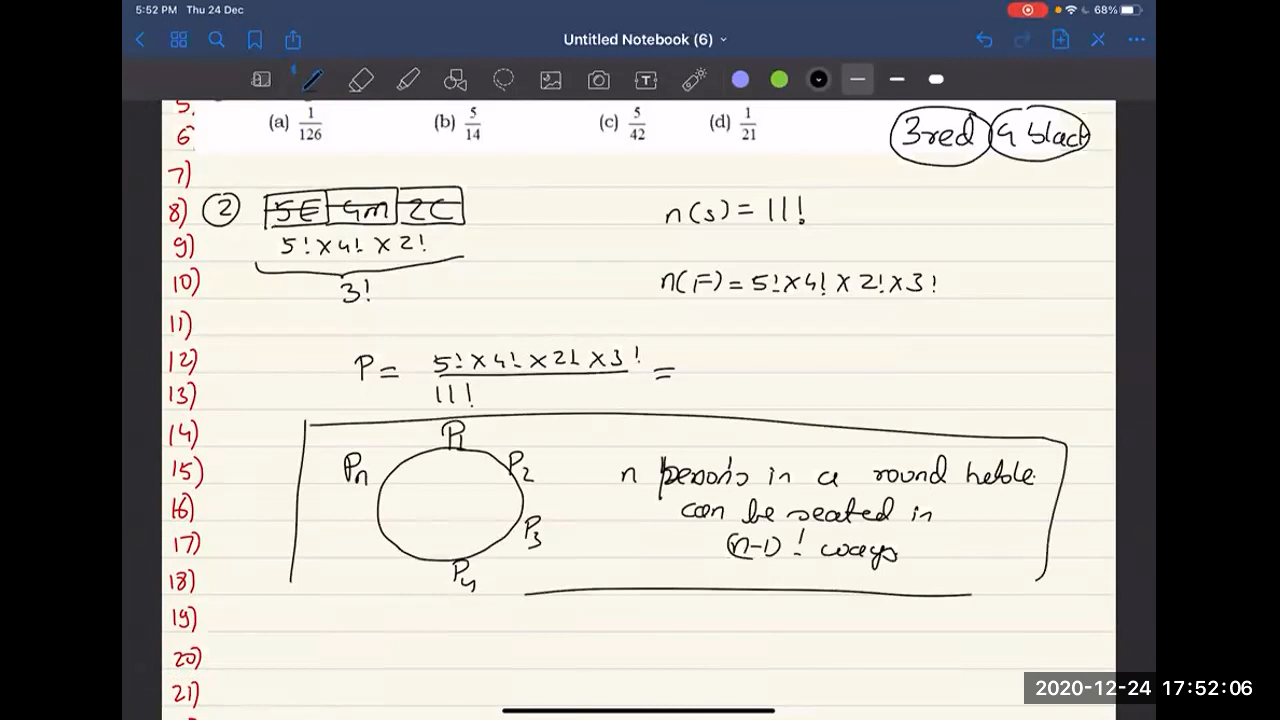 5:52 PM Thu 24 Dec
68%
Untitled Notebook (6)
5.
(a) 1/126 (b) 5/14 (c) 5/42 (d) 1/21
3red 4 black
6
7)
8) ② 5E 4m 2C n(s) = 11!
9) 5! × 4! × 2!
10) 3! n(F) = 5! × 4! × 2! × 3!
11)
12) P = 5! × 4! × 2! × 3! =
13) 11!
14) P1
15) Pn P2 n persons in a round table
16) can be seated in
17) P3 (n-1)! ways
18) P4
19)
20)
21)
2020-12-24 17:52:06